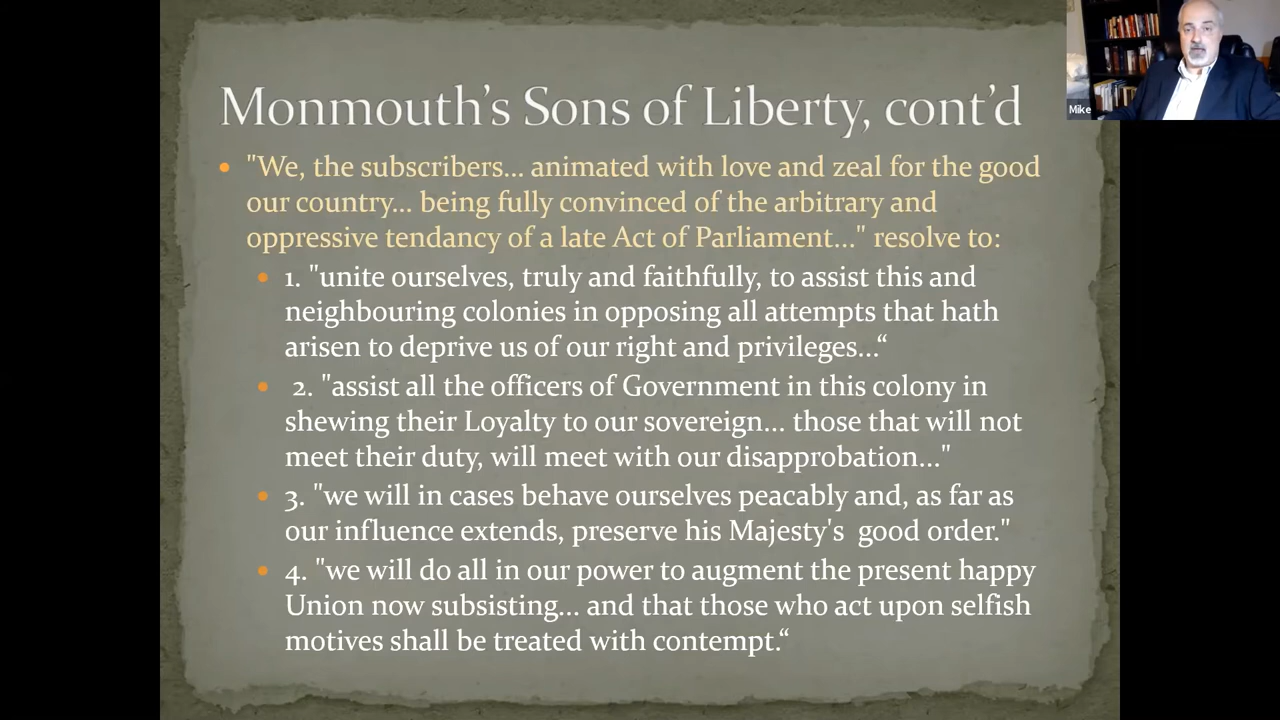 Monmouth's Sons of Liberty, cont'd
Mike
• "We, the subscribers... animated with love and zeal for the good
our country... being fully convinced of the arbitrary and
oppressive tendancy of a late Act of Parliament..." resolve to:
• 1. "unite ourselves, truly and faithfully, to assist this and
neighbouring colonies in opposing all attempts that hath
arisen to deprive us of our right and privileges...“
• 2. "assist all the officers of Government in this colony in
shewing their Loyalty to our sovereign... those that will not
meet their duty, will meet with our disapprobation..."
• 3. "we will in cases behave ourselves peacably and, as far as
our influence extends, preserve his Majesty's  good order."
• 4. "we will do all in our power to augment the present happy
Union now subsisting... and that those who act upon selfish
motives shall be treated with contempt.“